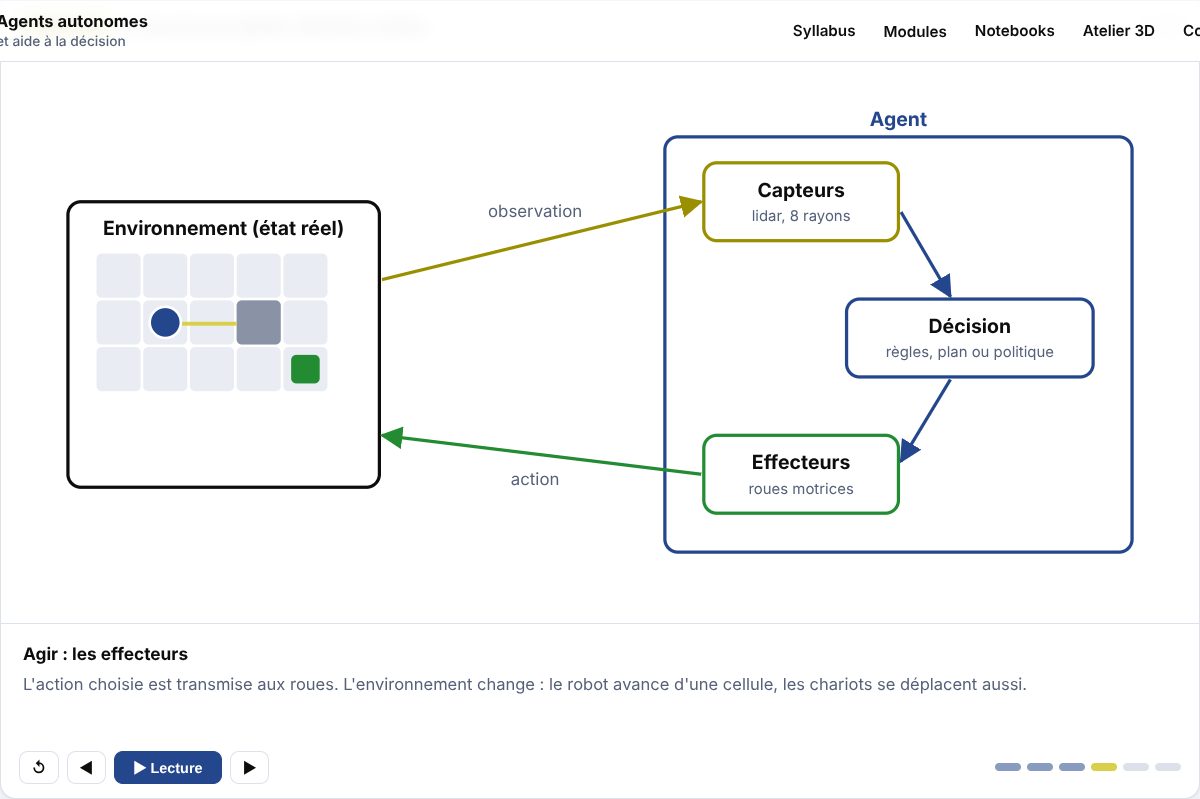 Agents autonomes
et aide à la décision
Syllabus
Modules
Notebooks
Atelier 3D
Agent
Capteurs
lidar, 8 rayons
observation
Environnement (état réel)
Décision
règles, plan ou politique
Effecteurs
roues motrices
action
Agir : les effecteurs
L'action choisie est transmise aux roues. L'environnement change : le robot avance d'une cellule, les chariots se déplacent aussi.
Lecture